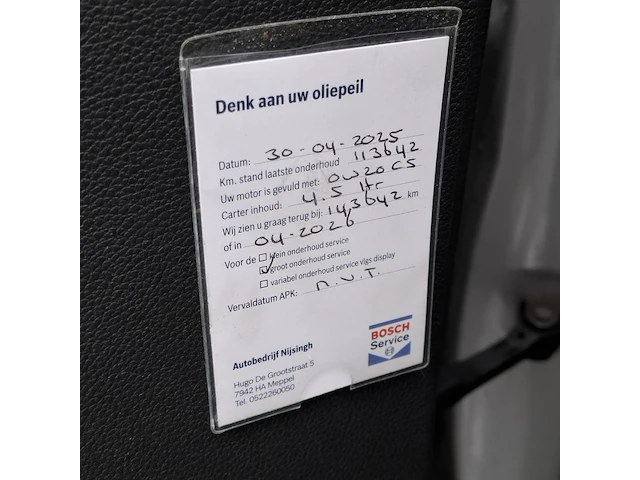 Denk aan uw oliepeil
Datum: 30-04-2025
Km. stand laatste onderhoud 113642
Uw motor is gevuld met: 0W20 C5
Carter inhoud: 4.5 ltr
Wij zien u graag terug bij: 143642 km
of in 04-2026
Voor de klein onderhoud service
groot onderhoud service
variabel onderhoud service vlgs display
Vervaldatum APK: n.v.T.
Autobedrijf Nijsingh
Hugo De Grootstraat 5
7942 HA Meppel
Tel. 0522260050
BOSCH
Service